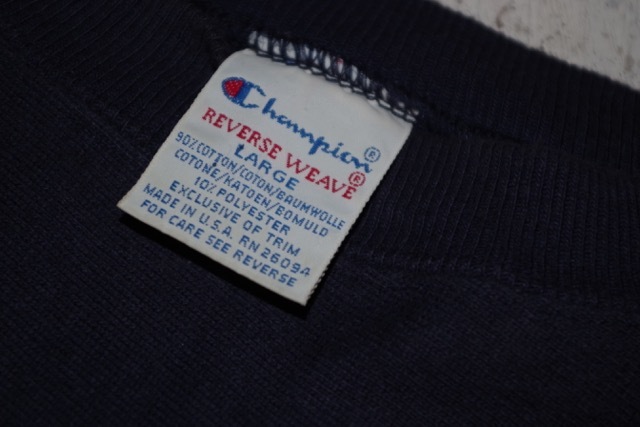 Champion®
REVERSE WEAVE®
LARGE
90% COTTON/COTON/BAUMWOLLE
COTONE/KATOEN/BOMULD
10% POLYESTER
EXCLUSIVE OF TRIM
MADE IN U.S.A. RN 26094
FOR CARE SEE REVERSE